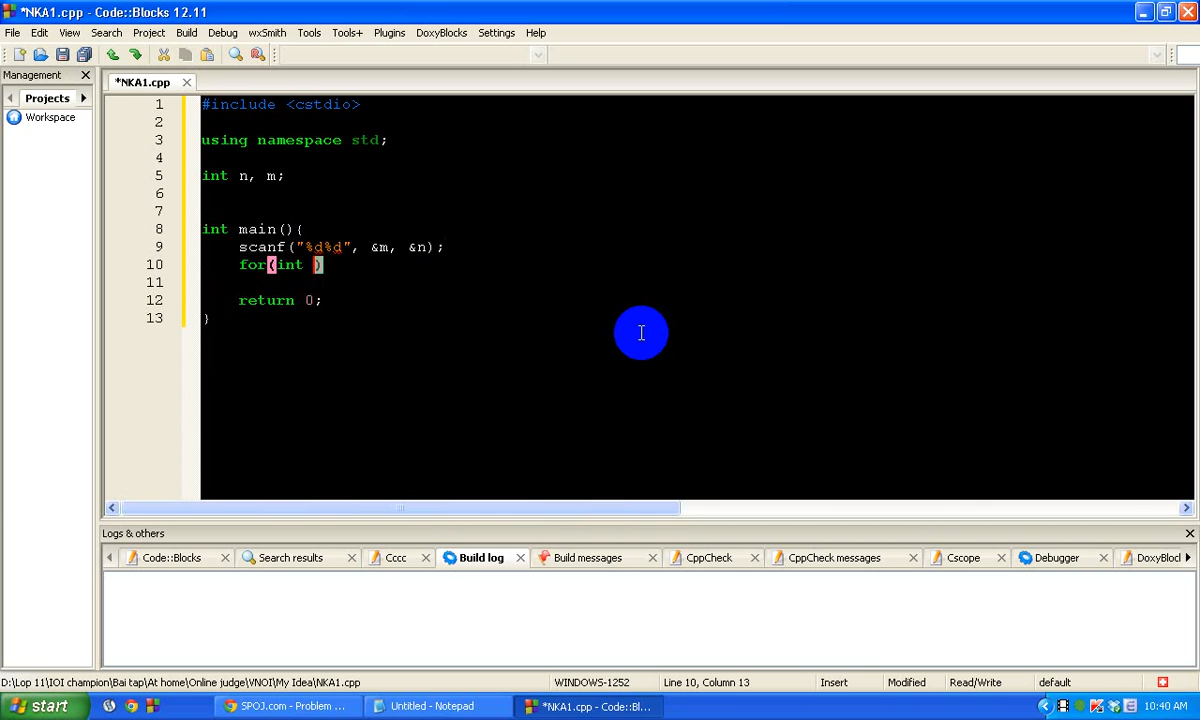 *NKA1.cpp - Code::Blocks 12.11
File Edit View Search Project Build Debug wxSmith Tools Tools+ Plugins DoxyBlocks Settings Help
Management
*NKA1.cpp
Projects
Workspace
1 #include <cstdio>
2
3 using namespace std;
4
5 int n, m;
6
7
8 int main(){
9 scanf("%d%d", &m, &n);
10 for(int )
11
12 return 0;
13 }
Logs & others
Code::Blocks Search results Cccc Build log Build messages CppCheck CppCheck messages Cscope Debugger DoxyBlocl
D:\Lop 11\IOI champion\Bai tap\At home\Online judge\VNOI\My Idea\NKA1.cpp WINDOWS-1252 Line 10, Column 13 Insert Modified Read/Write default
start SPOJ.com - Problem ... Untitled - Notepad *NKA1.cpp - Code::Bl... 10:40 AM